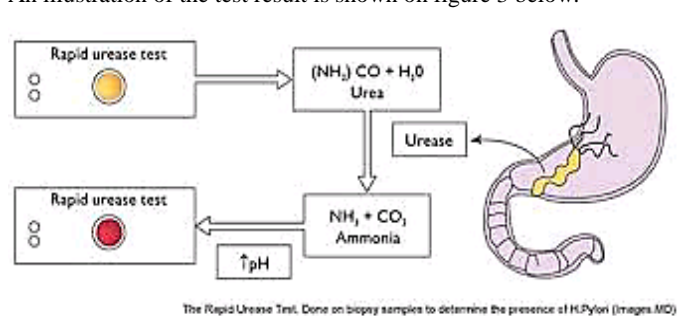 An illustration of the test result is shown on figure 3 below.
Rapid urease test
(NH₂) CO + H₂0
Urea
Urease
Rapid urease test
NH₃ + CO₂
Ammonia
↑pH
The Rapid Urease Test. Done on biopsy samples to determine the presence of H.Pylori (Images.MD)